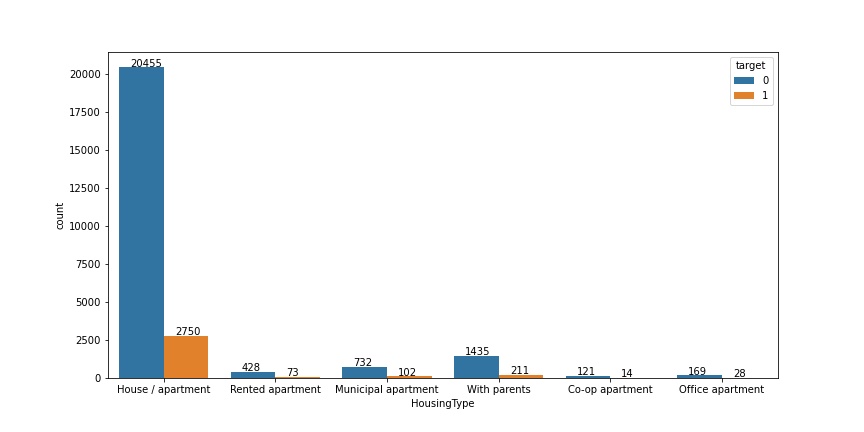 20455
target
0
1
20000
17500
15000
12500
10000
7500
5000
2500
0
count
2750
428
73
732
102
1435
211
121
14
169
28
House / apartment
Rented apartment
Municipal apartment
With parents
Co-op apartment
Office apartment
HousingType